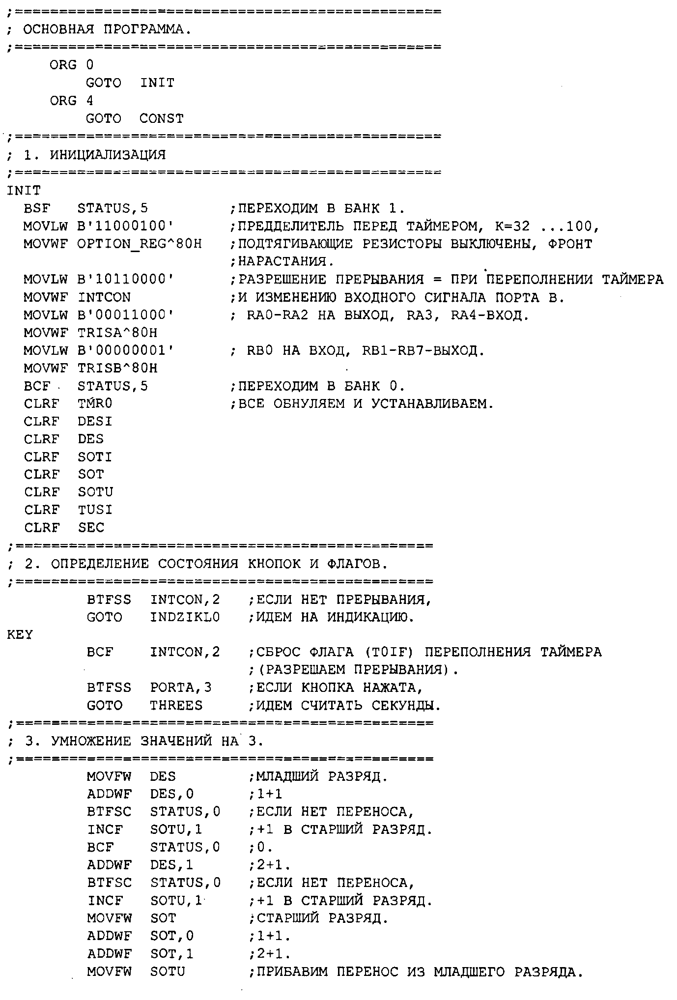 ;================================================
; ОСНОВНАЯ ПРОГРАММА.
;================================================
     ORG 0
         GOTO  INIT
     ORG 4
         GOTO  CONST
;================================================
; 1. ИНИЦИАЛИЗАЦИЯ
;================================================
INIT
  BSF   STATUS,5         ;ПЕРЕХОДИМ В БАНК 1.
  MOVLW B'11000100'      ;ПРЕДДЕЛИТЕЛЬ ПЕРЕД ТАЙМЕРОМ, К=32 ...100,
  MOVWF OPTION_REG^80H   ;ПОДТЯГИВАЮЩИЕ РЕЗИСТОРЫ ВЫКЛЮЧЕНЫ, ФРОНТ
                         ;НАРАСТАНИЯ.
  MOVLW B'10110000'      ;РАЗРЕШЕНИЕ ПРЕРЫВАНИЯ = ПРИ ПЕРЕПОЛНЕНИИ ТАЙМЕРА
  MOVWF INTCON           ;И ИЗМЕНЕНИЮ ВХОДНОГО СИГНАЛА ПОРТА В.
  MOVLW B'00011000'      ; RA0-RA2 НА ВЫХОД, RA3, RA4-ВХОД.
  MOVWF TRISA^80H
  MOVLW B'00000001'      ; RB0 НА ВХОД, RB1-RB7-ВЫХОД.
  MOVWF TRISB^80H
  BCF   STATUS,5         ;ПЕРЕХОДИМ В БАНК 0.
  CLRF  TMR0             ;ВСЕ ОБНУЛЯЕМ И УСТАНАВЛИВАЕМ.
  CLRF  DESI
  CLRF  DES
  CLRF  SOTI
  CLRF  SOT
  CLRF  SOTU
  CLRF  TUSI
  CLRF  SEC
;===============================================
; 2. ОПРЕДЕЛЕНИЕ СОСТОЯНИЯ КНОПОК И ФЛАГОВ.
;===============================================
         BTFSS  INTCON,2   ;ЕСЛИ НЕТ ПРЕРЫВАНИЯ,
         GOTO   INDZIKL0   ;ИДЕМ НА ИНДИКАЦИЮ.
KEY
         BCF    INTCON,2   ;СБРОС ФЛАГА (T0IF) ПЕРЕПОЛНЕНИЯ ТАЙМЕРА
                           ;(РАЗРЕШАЕМ ПРЕРЫВАНИЯ).
         BTFSS  PORTA,3    ;ЕСЛИ КНОПКА НАЖАТА,
         GOTO   THREES     ;ИДЕМ СЧИТАТЬ СЕКУНДЫ.
;===============================================
; 3. УМНОЖЕНИЕ ЗНАЧЕНИЙ НА 3.
;===============================================
         MOVFW  DES        ;МЛАДШИЙ РАЗРЯД.
         ADDWF  DES,0      ;1+1
         BTFSC  STATUS,0   ;ЕСЛИ НЕТ ПЕРЕНОСА,
         INCF   SOTU,1     ;+1 В СТАРШИЙ РАЗРЯД.
         BCF    STATUS,0   ;0.
         ADDWF  DES,1      ;2+1.
         BTFSC  STATUS,0   ;ЕСЛИ НЕТ ПЕРЕНОСА,
         INCF   SOTU,1     ;+1 В СТАРШИЙ РАЗРЯД.
         MOVFW  SOT        ;СТАРШИЙ РАЗРЯД.
         ADDWF  SOT,0      ;1+1.
         ADDWF  SOT,1      ;2+1.
         MOVFW  SOTU       ;ПРИБАВИМ ПЕРЕНОС ИЗ МЛАДШЕГО РАЗРЯДА.